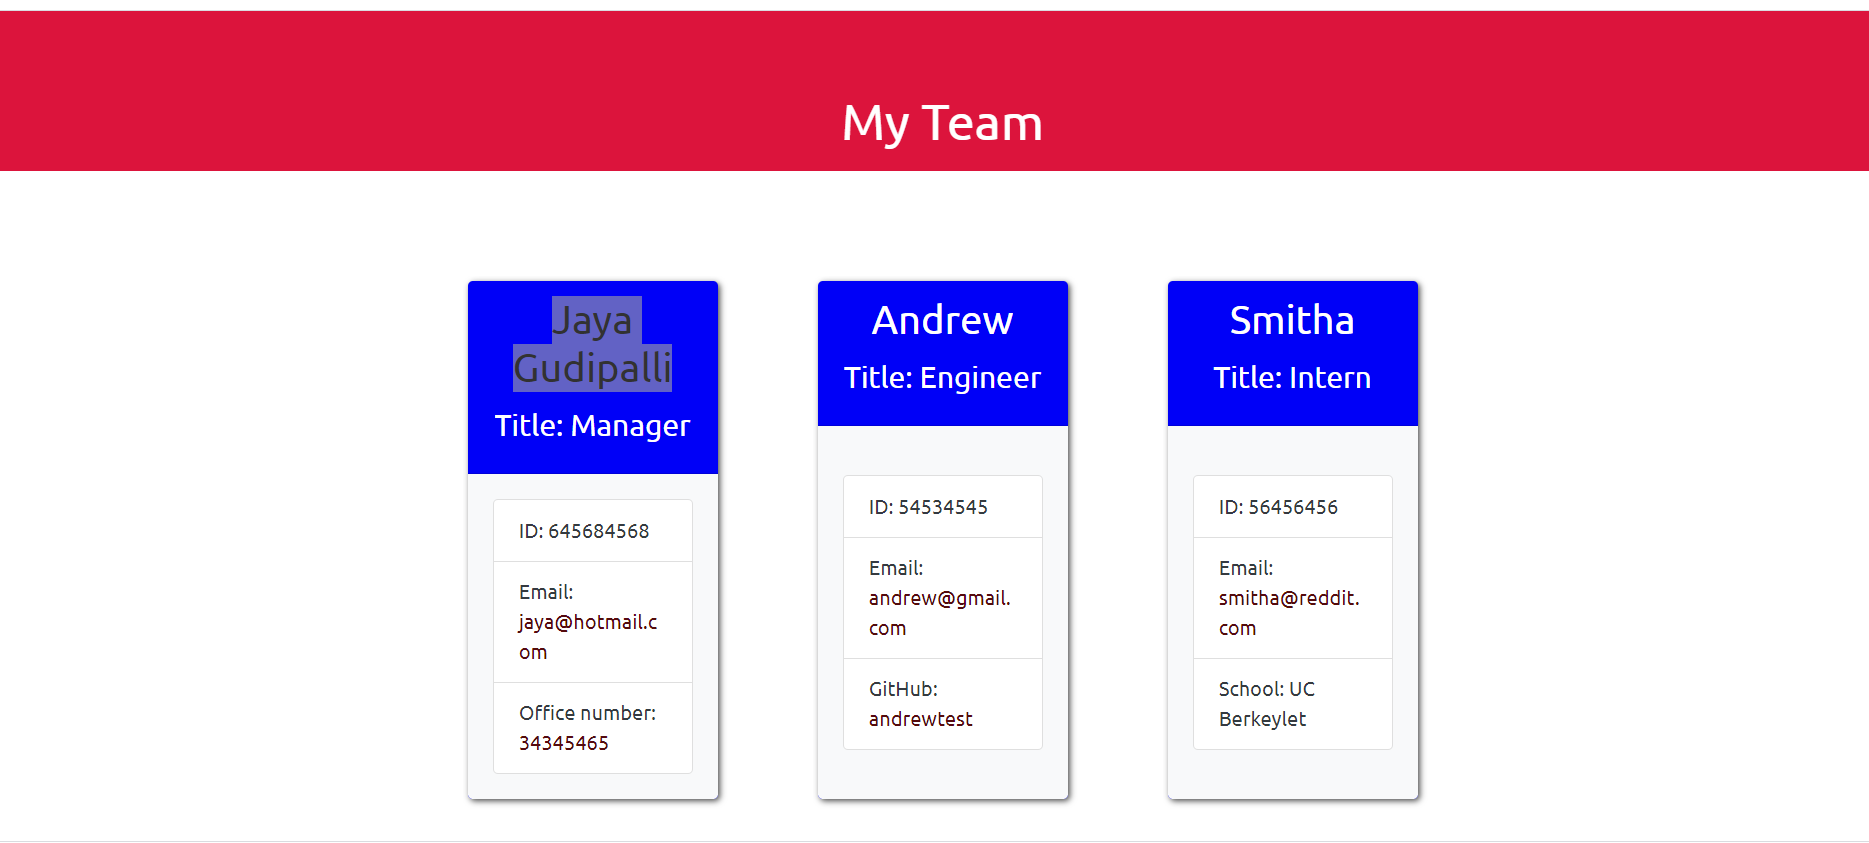 My Team
Jaya
Gudipalli
Title: Manager
ID: 645684568
Email:
jaya@hotmail.c
om
Office number:
34345465
Andrew
Title: Engineer
ID: 54534545
Email:
andrew@gmail.
com
GitHub:
andrewtest
Smitha
Title: Intern
ID: 56456456
Email:
smitha@reddit.
com
School: UC
Berkeylet